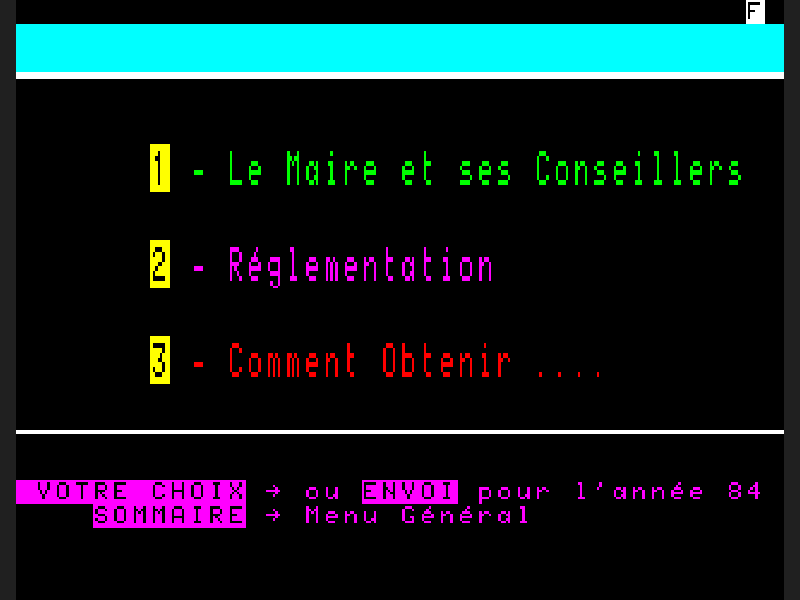 F
1 - Le Maire et ses Conseillers
2 - Réglementation
3 - Comment Obtenir ....
VOTRE CHOIX → ou ENVOI pour l'année 84
SOMMAIRE → Menu Général